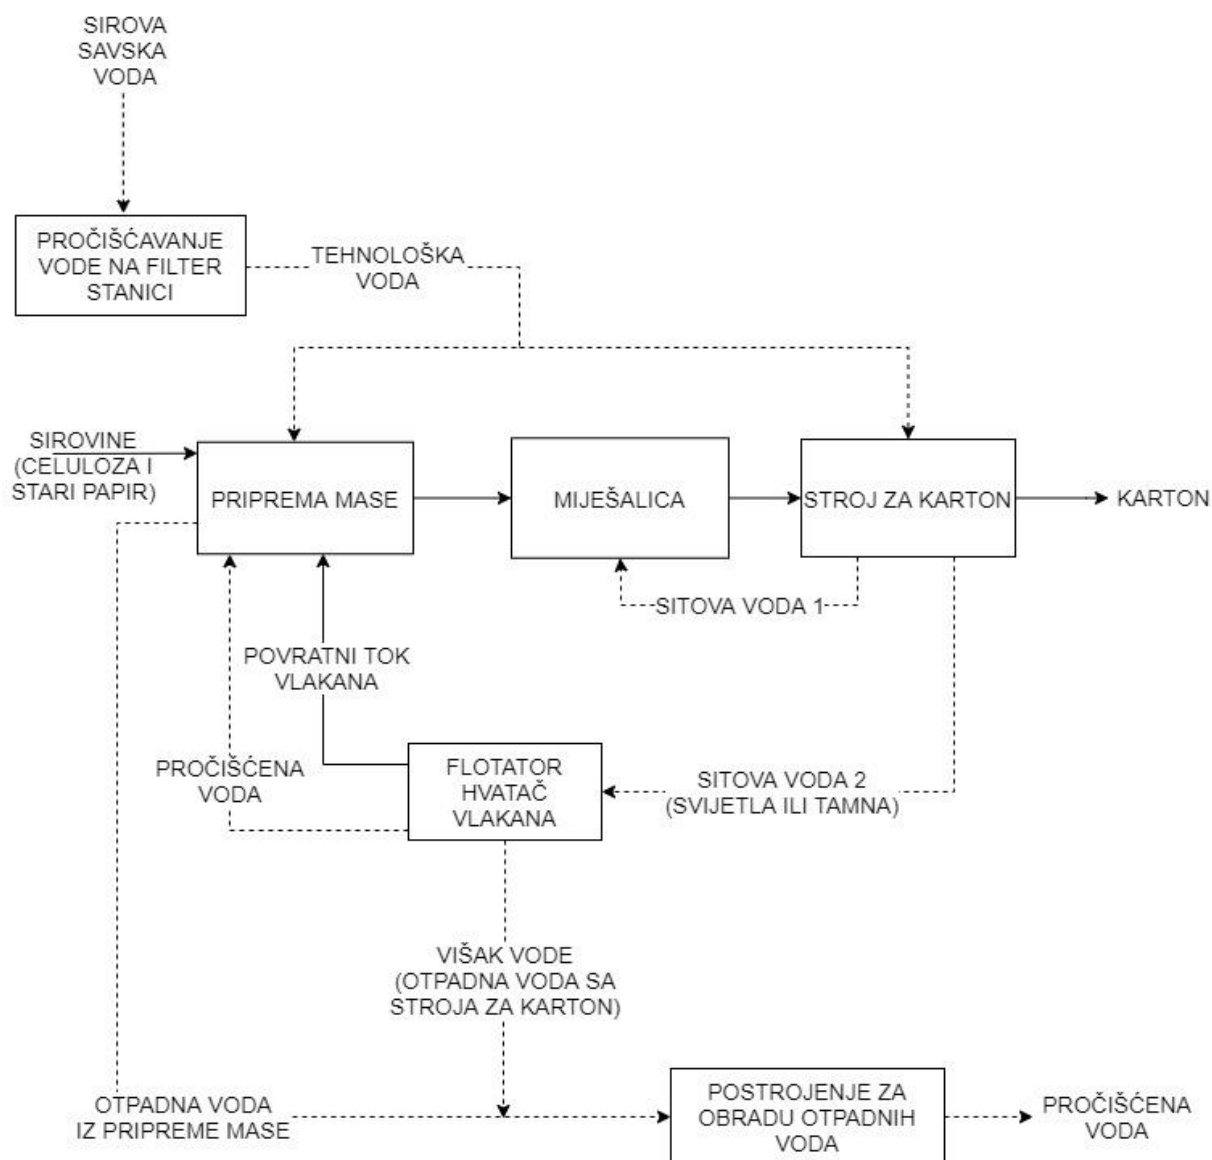 SIROVA
SAVSKA
VODA
PROČIŠĆAVANJE
VODE NA FILTER
STANICI
TEHNOLOŠKA
VODA
SIROVINE
(CELULOZA I
STARI PAPIR)
PRIPREMA MASE
MIJEŠALICA
STROJ ZA KARTON
KARTON
SITOVA VODA 1
POVRATNI TOK
VLAKANA
PROČIŠĆENA
VODA
FLOTATOR
HVATAČ
VLAKANA
SITOVA VODA 2
(SVIJETLA ILI TAMNA)
VIŠAK VODE
(OTPADNA VODA SA
STROJA ZA KARTON)
OTPADNA VODA
IZ PRIPREME MASE
POSTROJENJE ZA
OBRADU OTPADNIH
VODA
PROČIŠĆENA
VODA